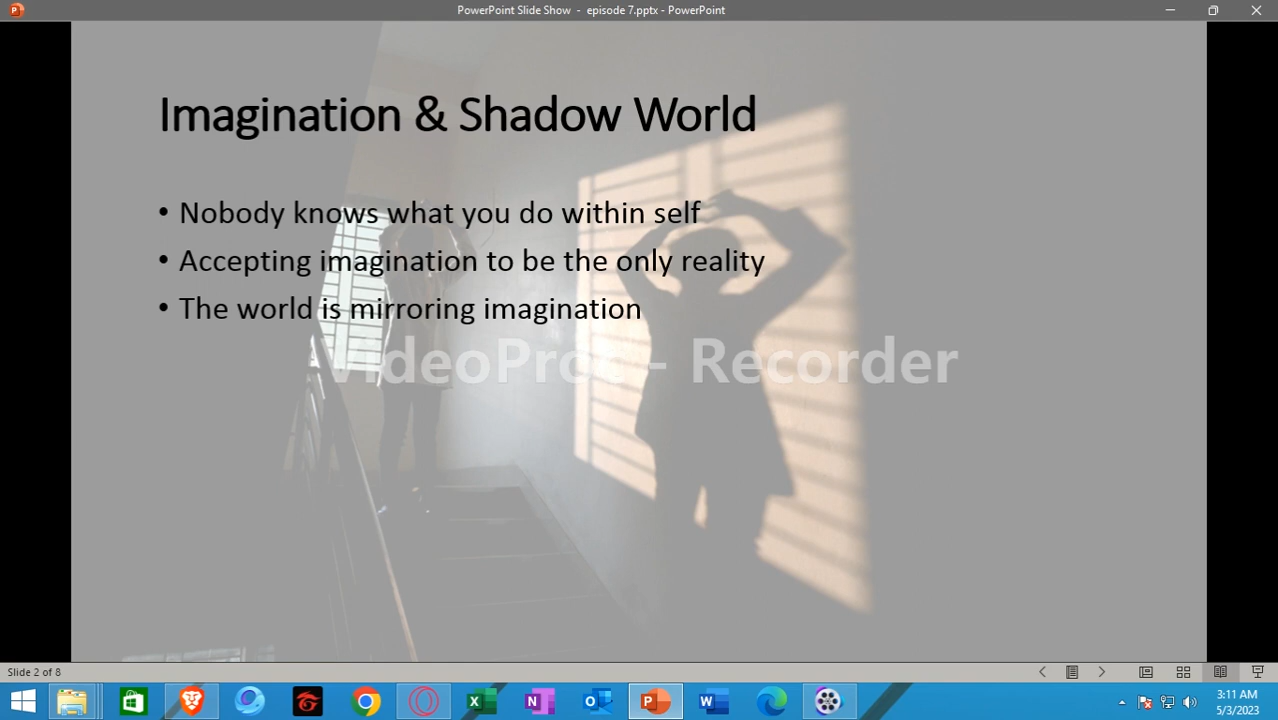 PowerPoint Slide Show - episode 7.pptx - PowerPoint
Imagination & Shadow World
• Nobody knows what you do within self
• Accepting imagination to be the only reality
• The world is mirroring imagination
VideoProc - Recorder
Slide 2 of 8
3:11 AM
5/3/2023